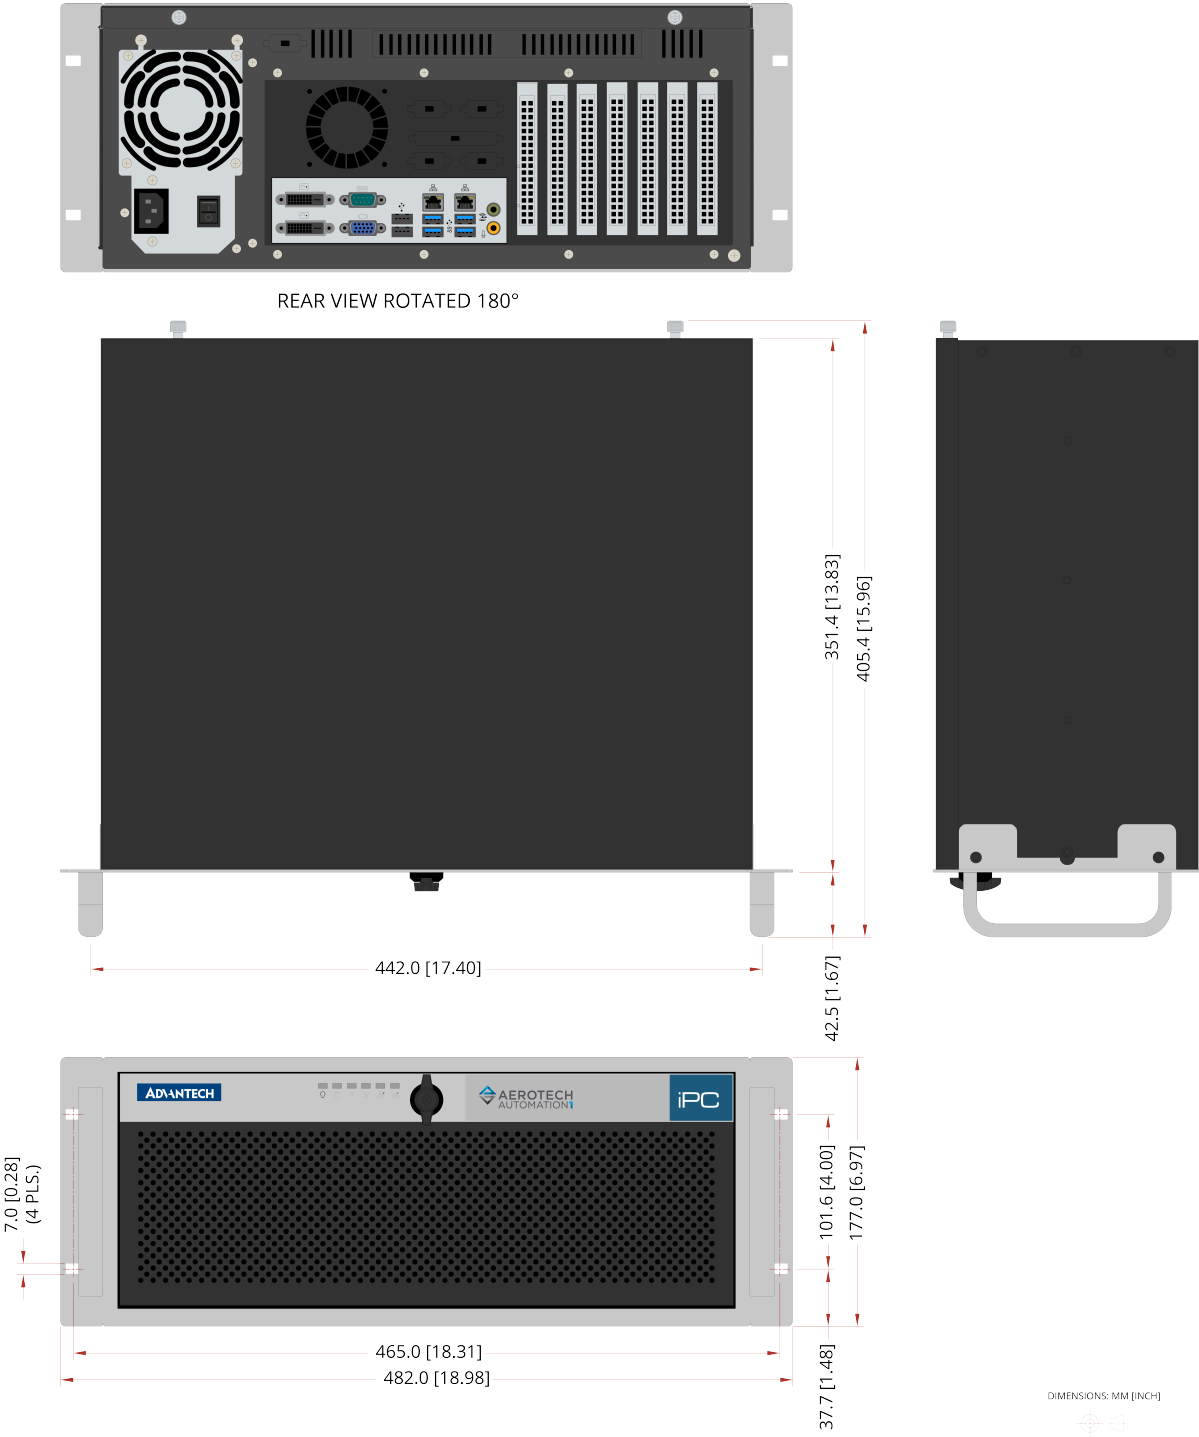 REAR VIEW ROTATED 180°
351.4 [13.83]
405.4 [15.96]
442.0 [17.40]
42.5 [1.67]
ADVANTECH
AEROTECH
AUTOMATION1
iPC
7.0 [0.28]
(4 PLS.)
101.6 [4.00]
177.0 [6.97]
465.0 [18.31]
482.0 [18.98]
37.7 [1.48]
DIMENSIONS: MM [INCH]